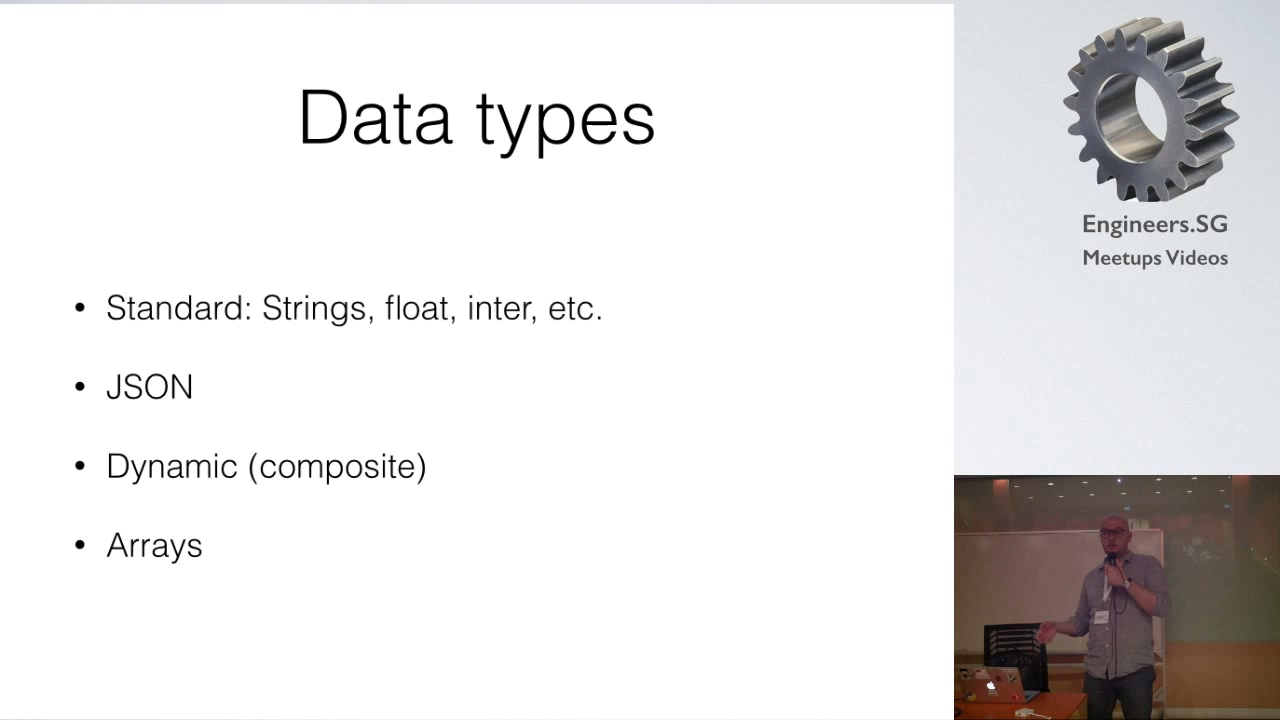 Data types
• Standard: Strings, float, inter, etc.
• JSON
• Dynamic (composite)
• Arrays
Engineers.SG
Meetups Videos